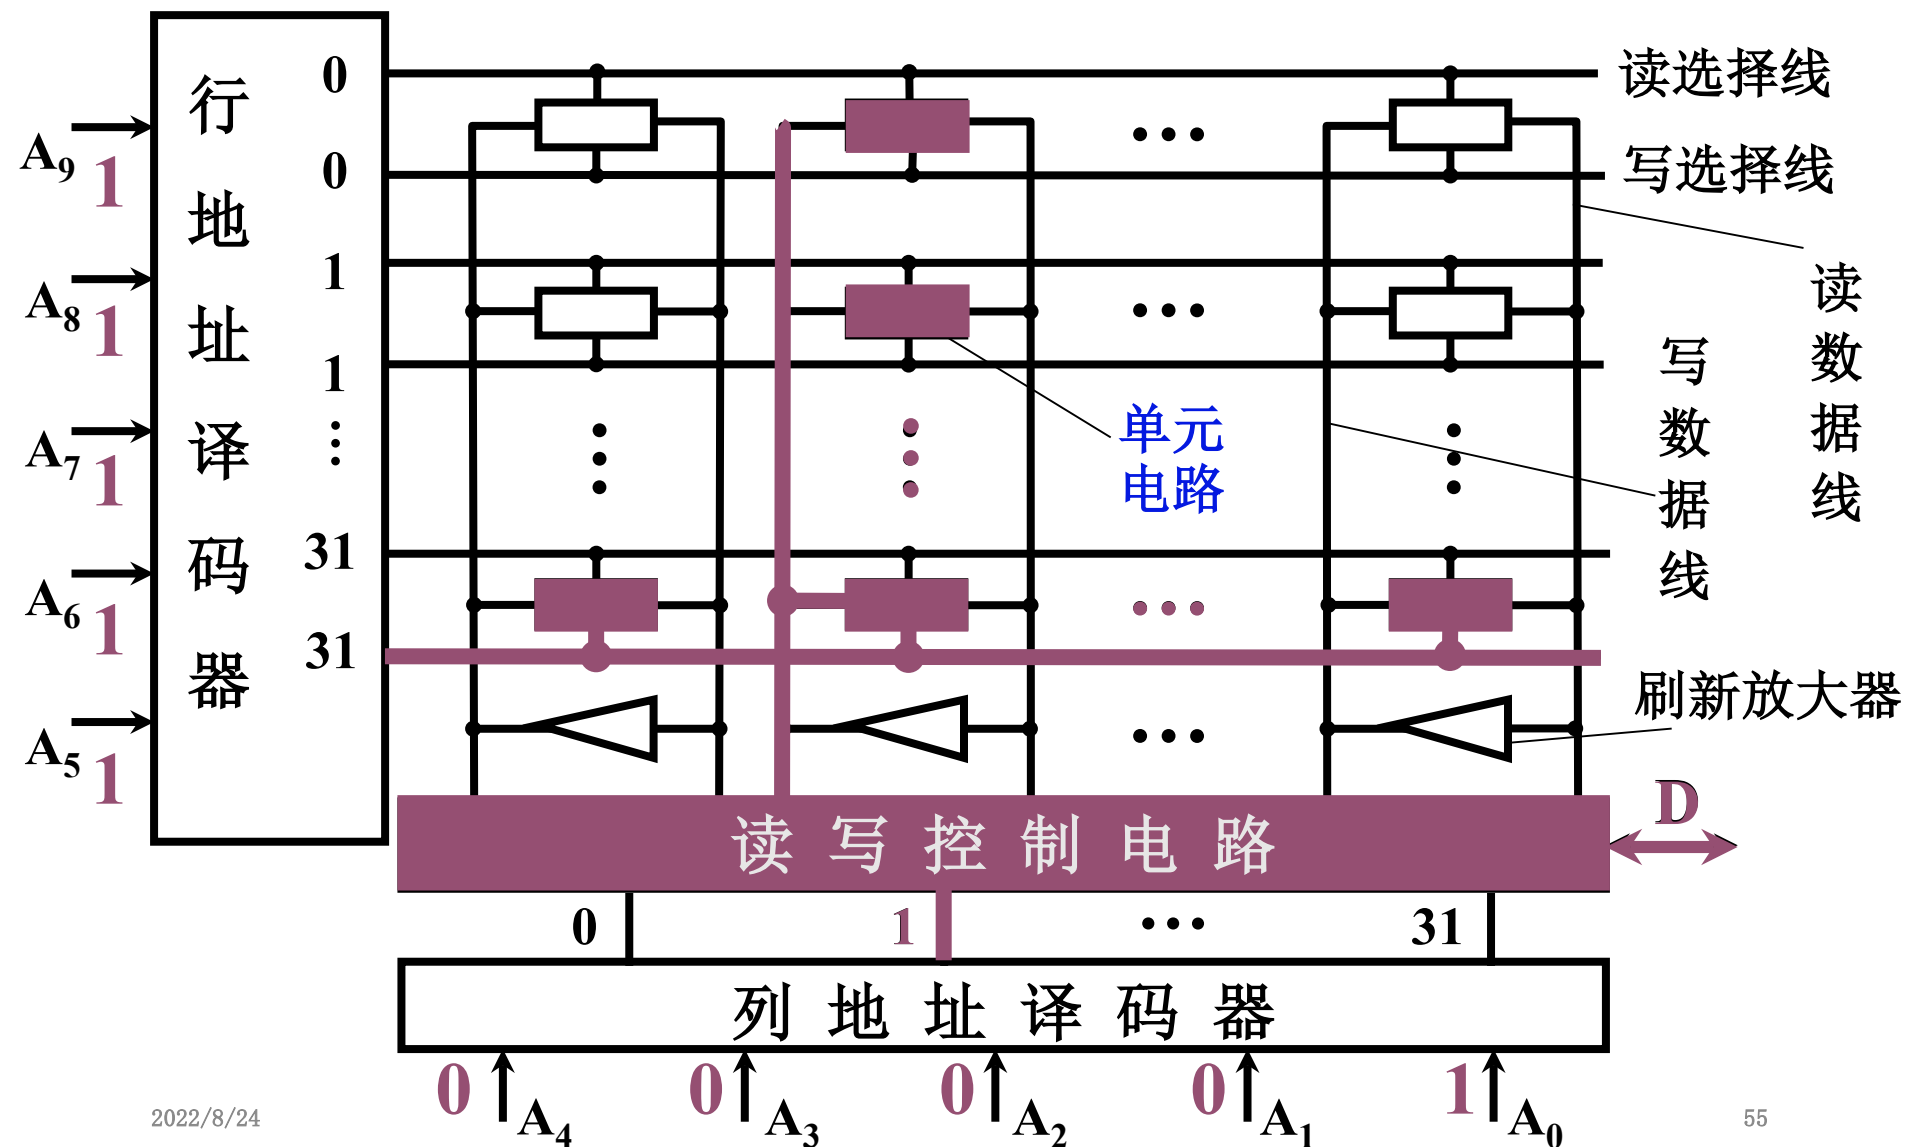 行地址译码器
0
0
1
1
⋮
31
31
A9 1
A8 1
A7 1
A6 1
A5 1
读选择线
写选择线
读数据线
写数据线
单元
电路
刷新放大器
D
读写控制电路
0 1 … 31
列地址译码器
0 0 0 0 1
A4 A3 A2 A1 A0
2022/8/24
55